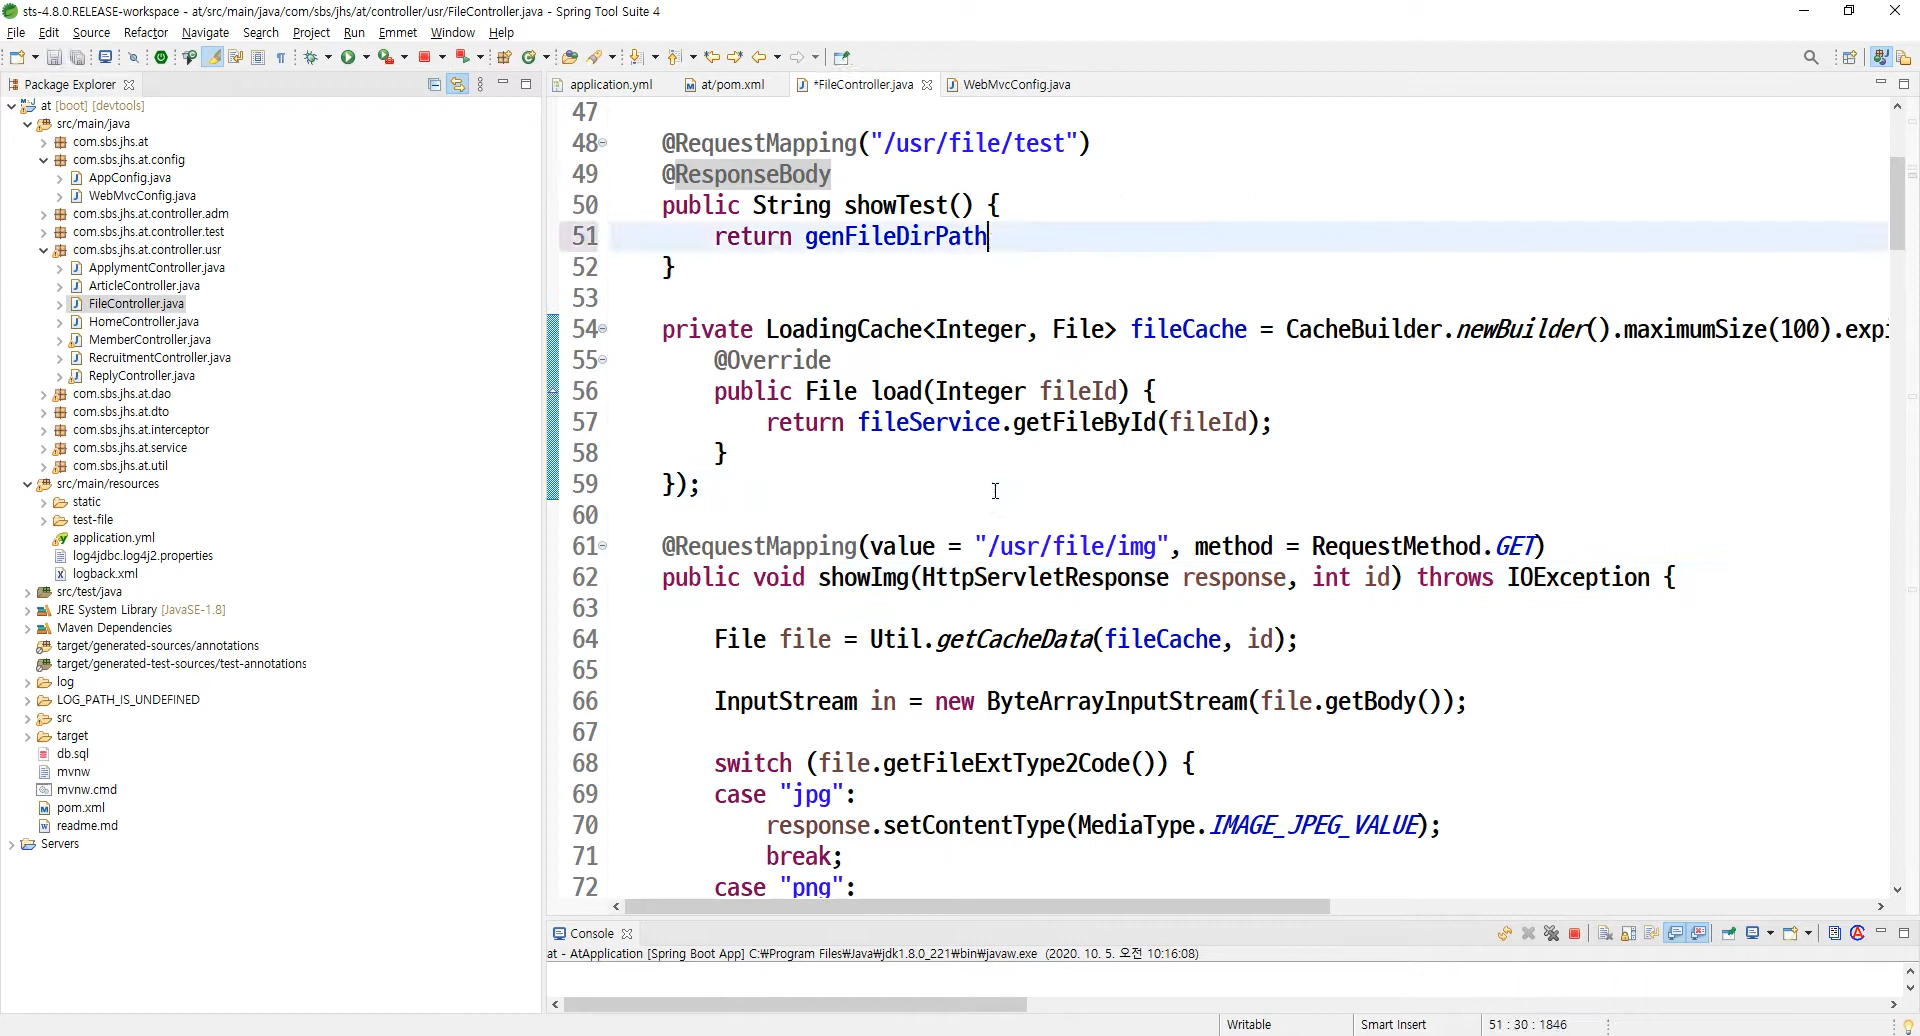 sts-4.8.0.RELEASE-workspace - at/src/main/java/com/sbs/jhs/at/controller/usr/FileController.java - Spring Tool Suite 4
File Edit Source Refactor Navigate Search Project Run Emmet Window Help
Package Explorer
application.yml at/pom.xml *FileController.java WebMvcConfig.java
at [boot] [devtools]
src/main/java
com.sbs.jhs.at
com.sbs.jhs.at.config
AppConfig.java
WebMvcConfig.java
com.sbs.jhs.at.controller.adm
com.sbs.jhs.at.controller.test
com.sbs.jhs.at.controller.usr
ApplymentController.java
ArticleController.java
FileController.java
HomeController.java
MemberController.java
RecruitmentController.java
ReplyController.java
com.sbs.jhs.at.dao
com.sbs.jhs.at.dto
com.sbs.jhs.at.interceptor
com.sbs.jhs.at.service
com.sbs.jhs.at.util
src/main/resources
static
test-file
application.yml
log4jdbc.log4j2.properties
logback.xml
src/test/java
JRE System Library [JavaSE-1.8]
Maven Dependencies
target/generated-sources/annotations
target/generated-test-sources/test-annotations
log
LOG_PATH_IS_UNDEFINED
src
target
db.sql
mvnw
mvnw.cmd
pom.xml
readme.md
Servers
47
48 @RequestMapping("/usr/file/test")
49 @ResponseBody
50 public String showTest() {
51 return genFileDirPath
52 }
53
54 private LoadingCache<Integer, File> fileCache = CacheBuilder.newBuilder().maximumSize(100).expi
55 @Override
56 public File load(Integer fileId) {
57 return fileService.getFileById(fileId);
58 }
59 });
60
61 @RequestMapping(value = "/usr/file/img", method = RequestMethod.GET)
62 public void showImg(HttpServletResponse response, int id) throws IOException {
63
64 File file = Util.getCacheData(fileCache, id);
65
66 InputStream in = new ByteArrayInputStream(file.getBody());
67
68 switch (file.getFileExtType2Code()) {
69 case "jpg":
70 response.setContentType(MediaType.IMAGE_JPEG_VALUE);
71 break;
72 case "png":
Console
at - AtApplication [Spring Boot App] C:₩Program Files₩Java₩jdk1.8.0_221₩bin₩javaw.exe (2020. 10. 5. 오전 10:16:08)
Writable Smart Insert 51 : 30 : 1846